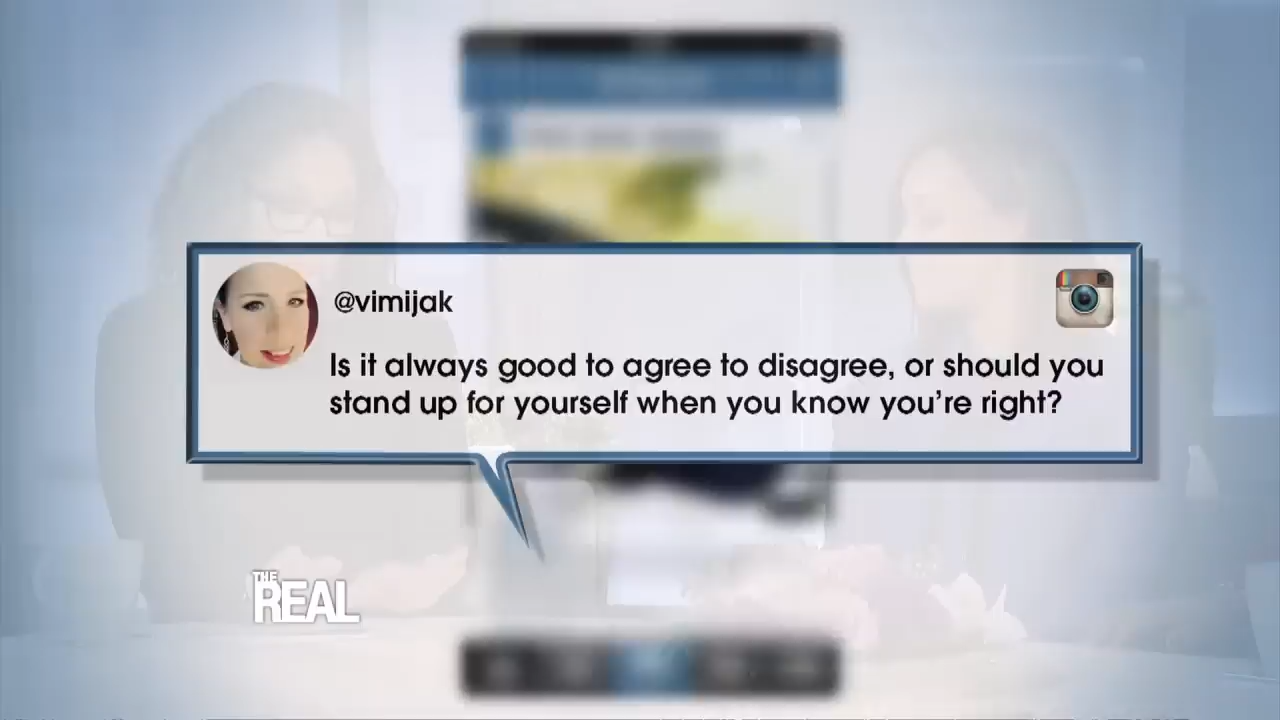 @vimijak
Is it always good to agree to disagree, or should you
stand up for yourself when you know you're right?
THE
REAL